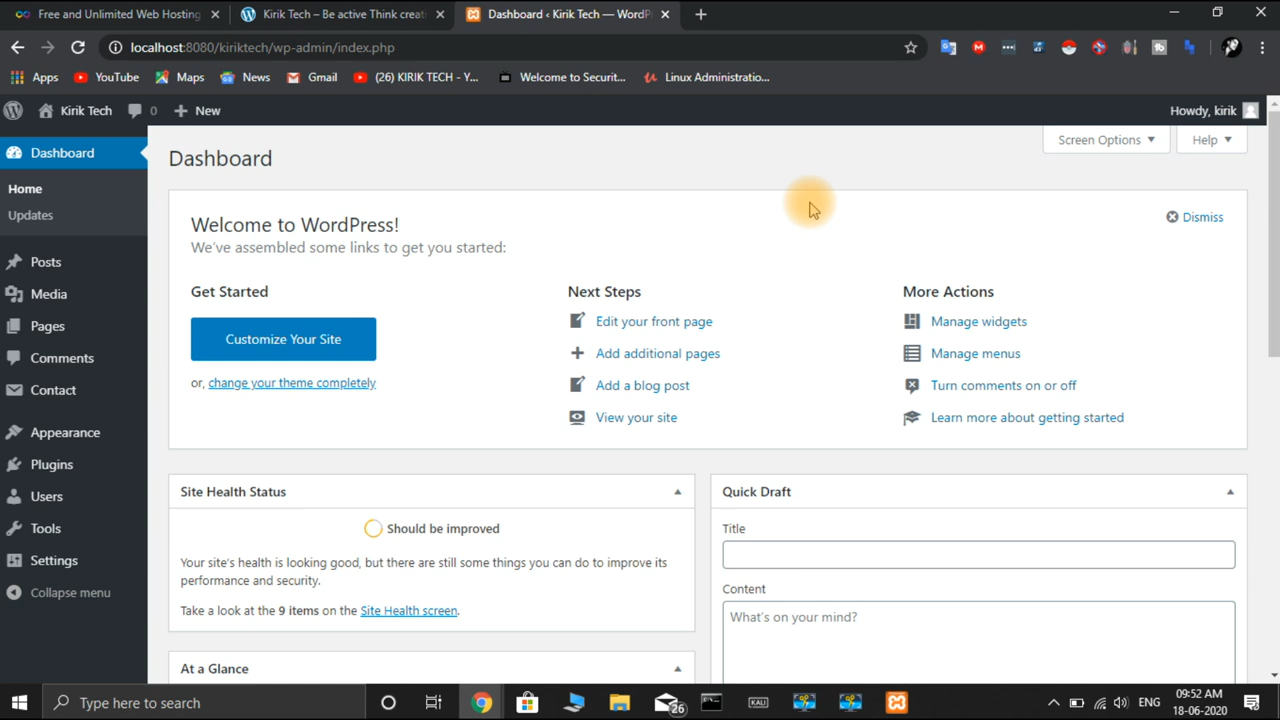 Free and Unlimited Web Hosting
Kirik Tech – Be active Think creati
Dashboard ‹ Kirik Tech — WordP
localhost:8080/kiriktech/wp-admin/index.php
Apps
YouTube
Maps
News
Gmail
(26) KIRIK TECH - Y...
Welcome to Securit...
Linux Administratio...
Kirik Tech
0
New
Howdy, kirik
Dashboard
Home
Updates
Posts
Media
Pages
Comments
Contact
Appearance
Plugins
Users
Tools
Settings
Collapse menu
Screen Options
Help
Dashboard
Welcome to WordPress!
We've assembled some links to get you started:
Dismiss
Get Started
Customize Your Site
or, change your theme completely
Next Steps
Edit your front page
Add additional pages
Add a blog post
View your site
More Actions
Manage widgets
Manage menus
Turn comments on or off
Learn more about getting started
Site Health Status
Should be improved
Your site's health is looking good, but there are still some things you can do to improve its
performance and security.
Take a look at the 9 items on the Site Health screen.
At a Glance
Quick Draft
Title
Content
What's on your mind?
Type here to search
26
KALI
ENG
09:52 AM
18-06-2020